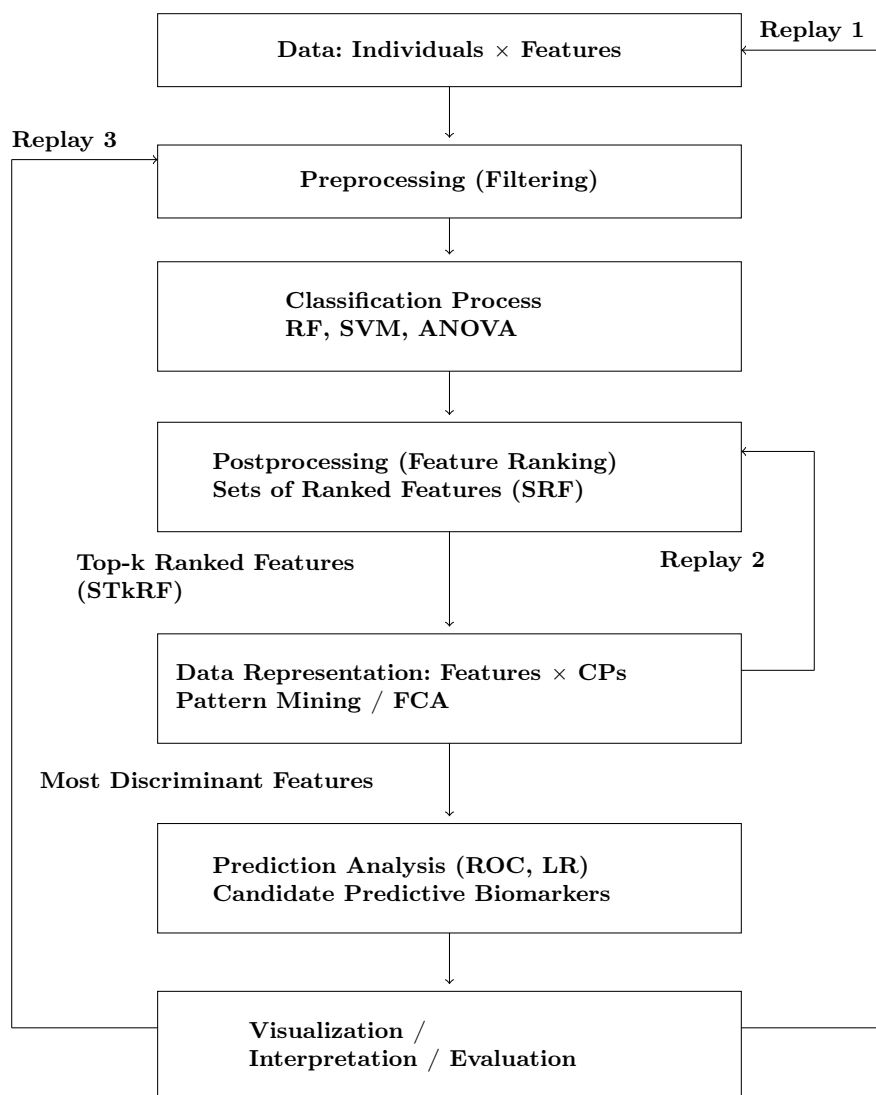 Replay 1
Data: Individuals × Features
Replay 3
Preprocessing (Filtering)
Classification Process
RF, SVM, ANOVA
Postprocessing (Feature Ranking)
Sets of Ranked Features (SRF)
Top-k Ranked Features
(STkRF)
Replay 2
Data Representation: Features × CPs
Pattern Mining / FCA
Most Discriminant Features
Prediction Analysis (ROC, LR)
Candidate Predictive Biomarkers
Visualization /
Interpretation / Evaluation